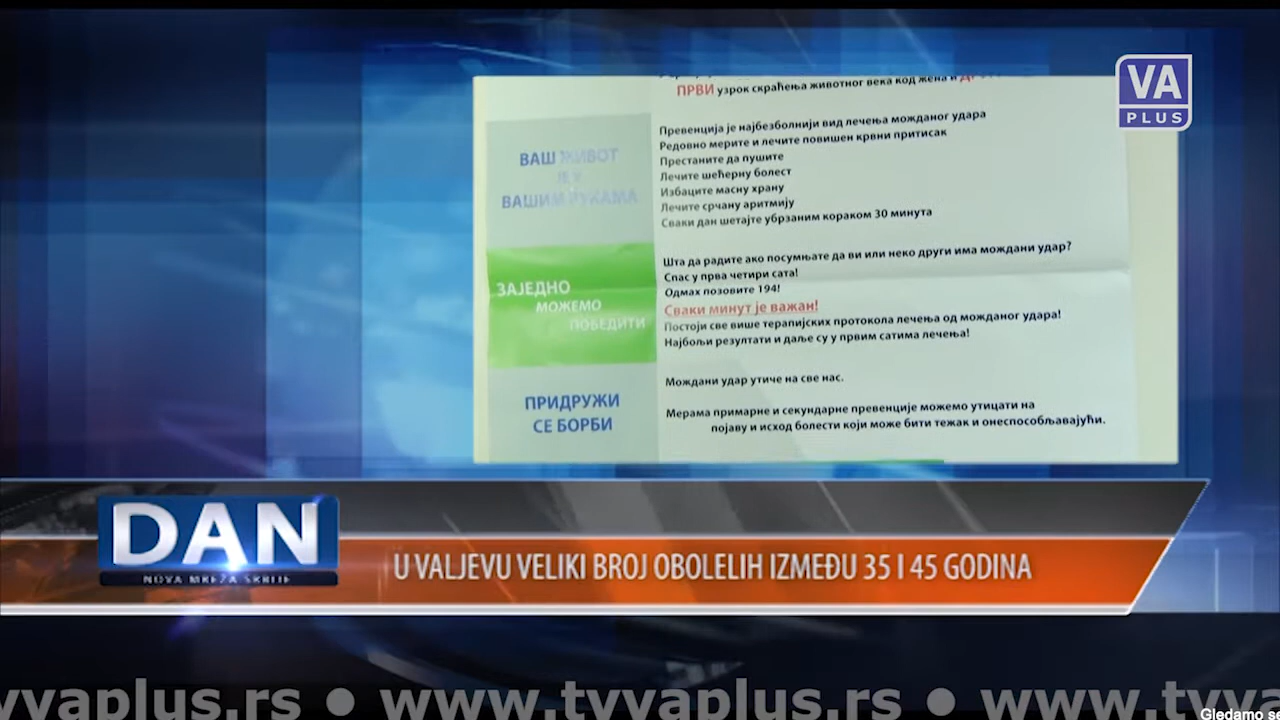 ПРВИ узрок скраћења животног века код жена и
VA
PLUS
ВАШ ЖИВОТ
ЈЕ У
ВАШИМ РУКАМА
Превенција је најбезболнији вид лечења можданог удара
Редовно мерите и лечите повишен крвни притисак
Престаните да пушите
Лечите шећерну болест
Избаците масну храну
Лечите срчану аритмију
Сваки дан шетајте убрзаним кораком 30 минута
ЗАЈЕДНО
МОЖЕМО
ПОБЕДИТИ
Шта да радите ако посумњате да ви или неко други има мождани удар?
Спас у прва четири сата!
Одмах позовите 194!
Сваки минут је важан!
Постоји све више терапијских протокола лечења од можданог удара!
Најбољи резултати и даље су у првим сатима лечења!
ПРИДРУЖИ
СЕ БОРБИ
Мождани удар утиче на све нас.
Мерама примарне и секундарне превенције можемо утицати на
појаву и исход болести који може бити тежак и онеспособљавајући.
DAN
NOVA MREŽA SRBIJE
U VALJEVU VELIKI BROJ OBOLELIH IZMEĐU 35 I 45 GODINA
yvaplus.rs • www.tvvaplus.rs • www.tvva
Gledamo se